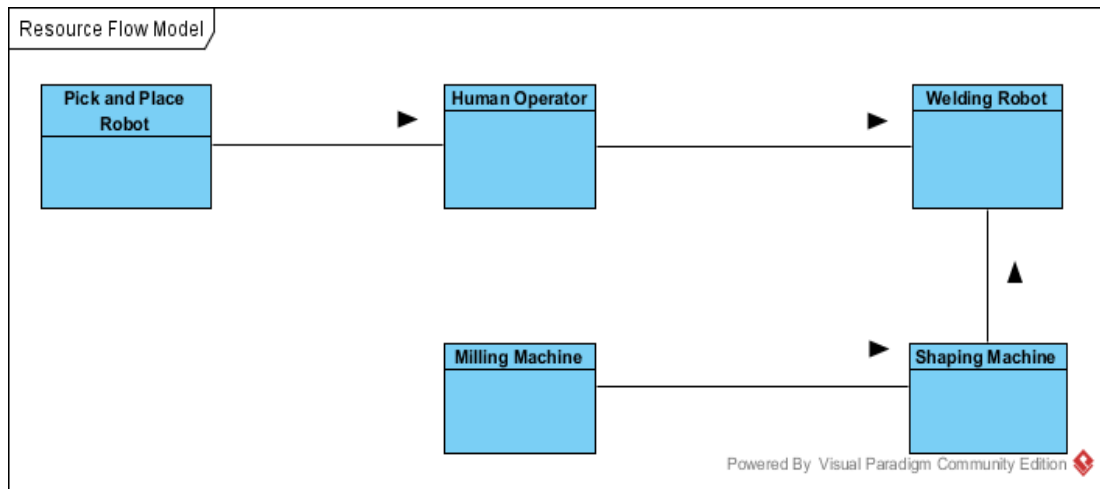 Resource Flow Model
Pick and Place
Robot
Human Operator
Welding Robot
Milling Machine
Shaping Machine
Powered By Visual Paradigm Community Edition